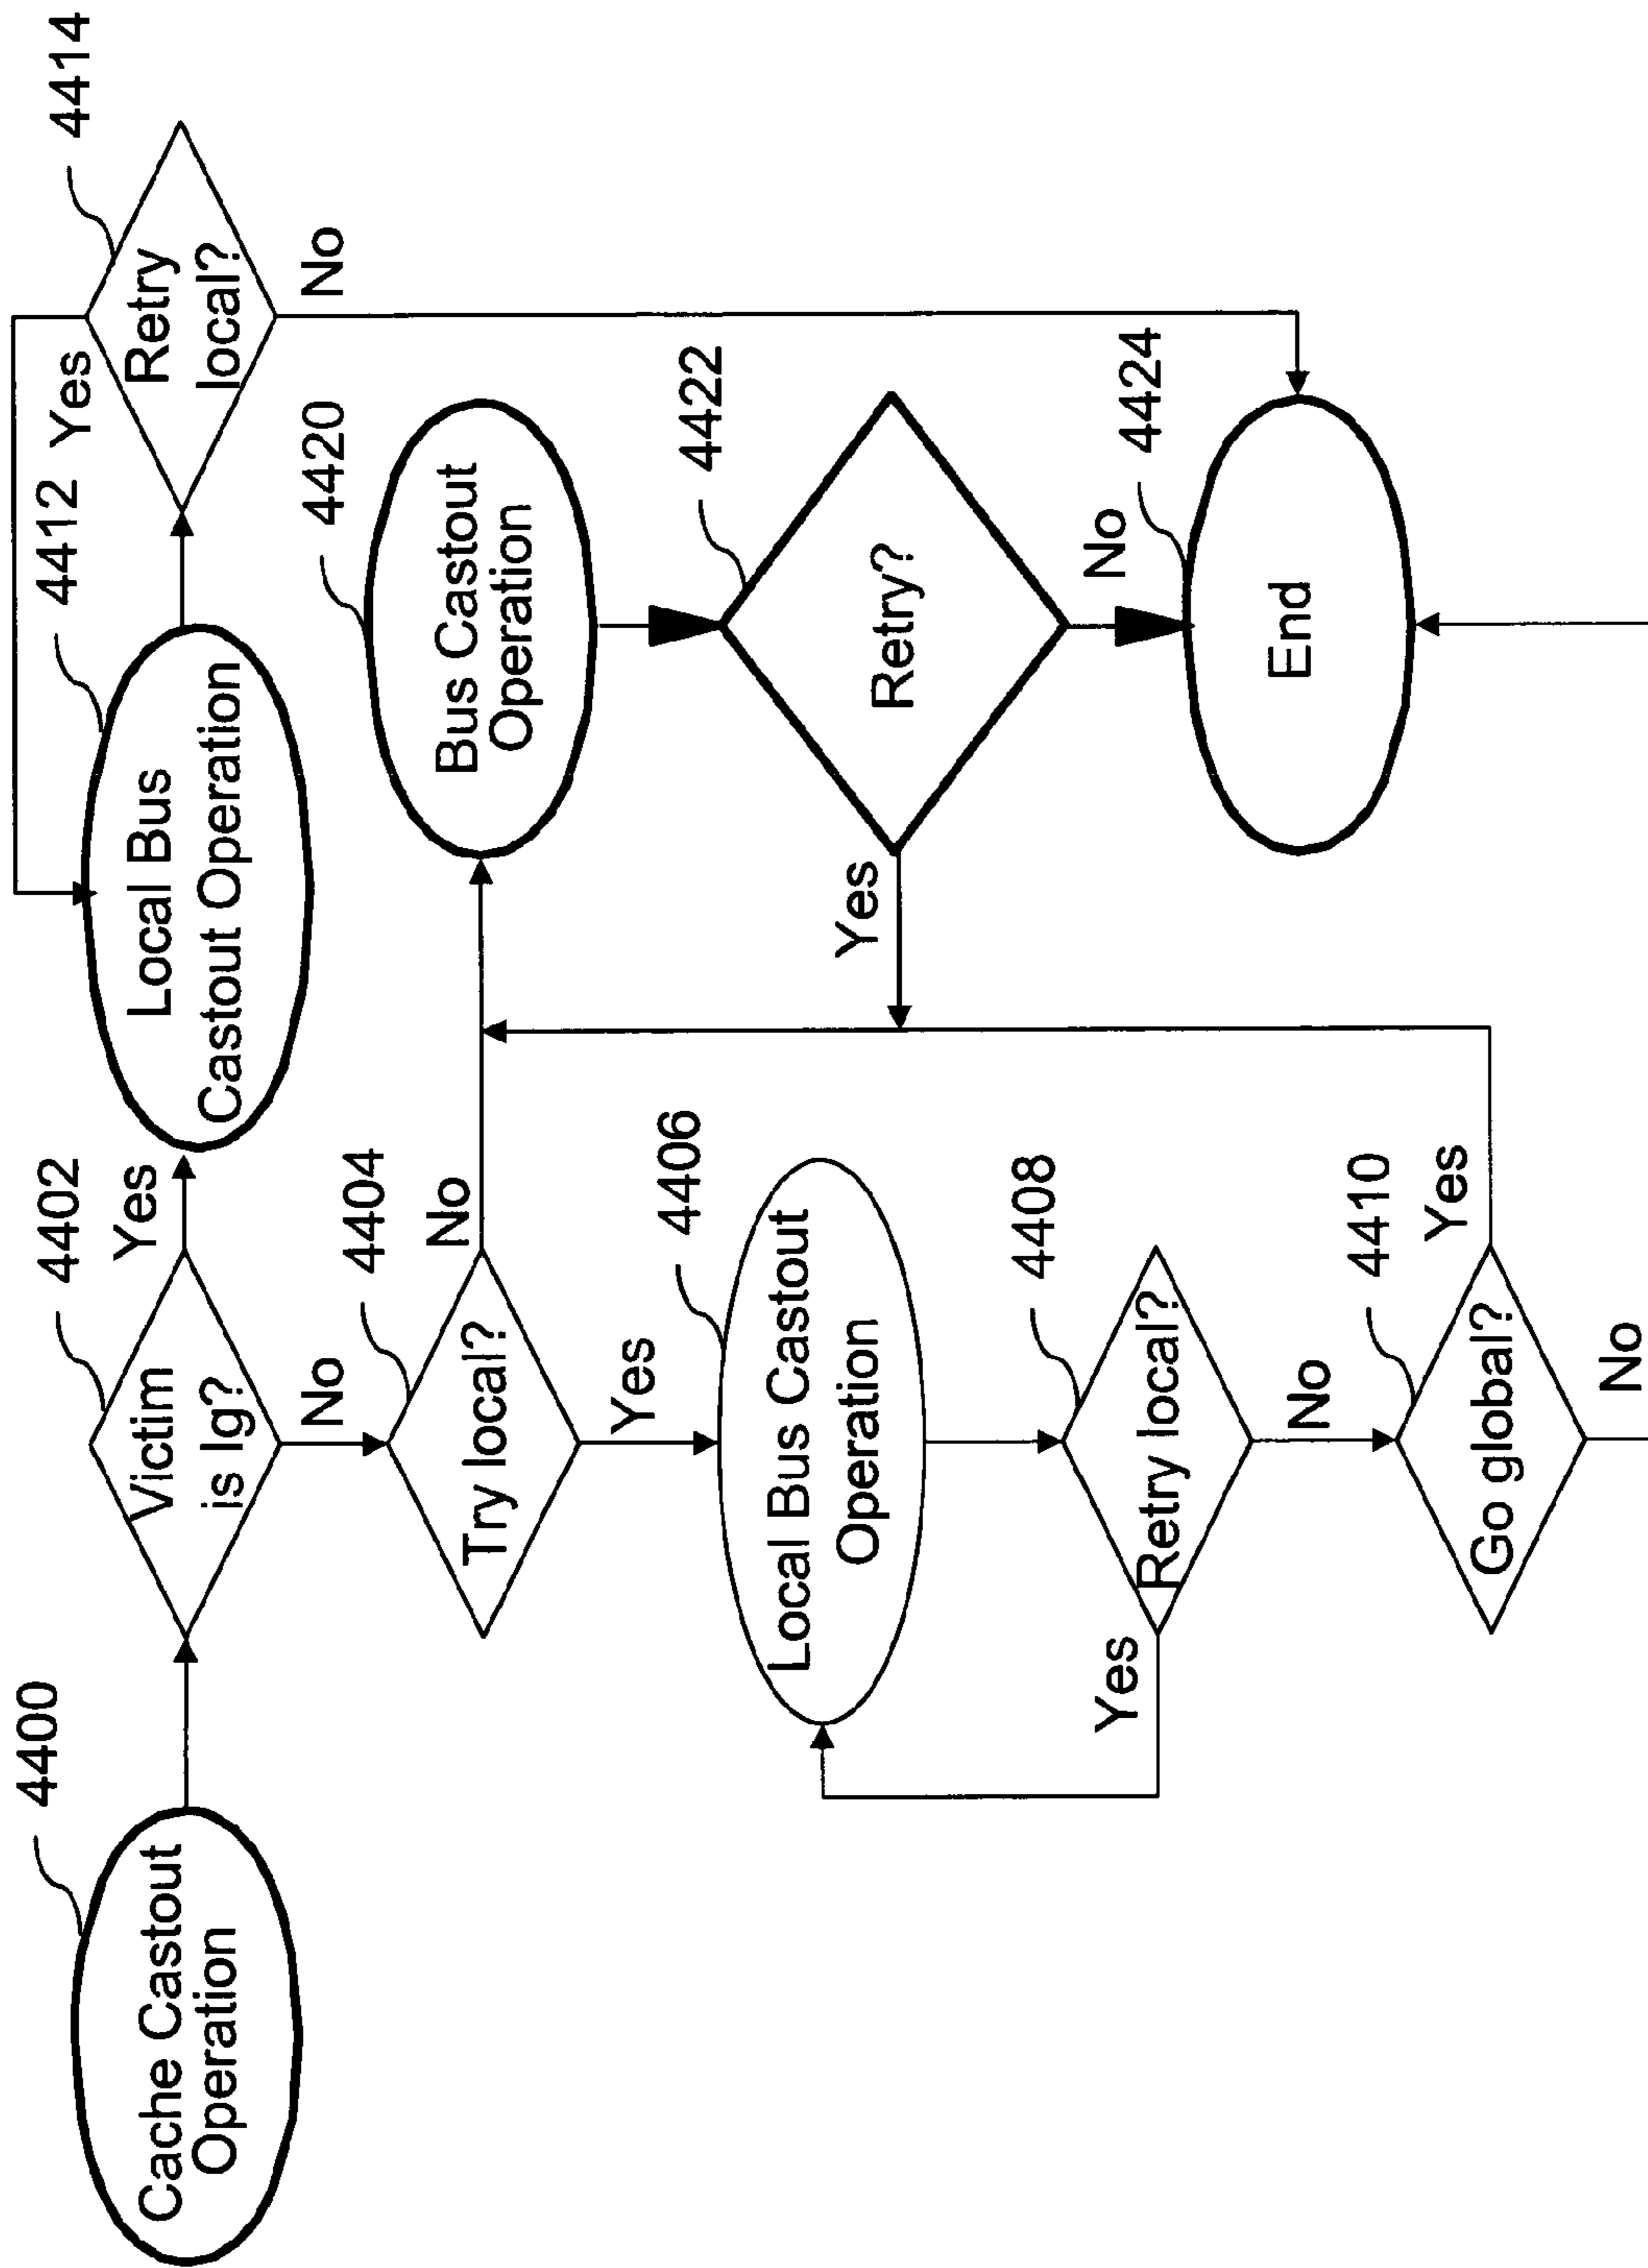 4400
Cache Castout
Operation
4402
Victim
is Ig?
Yes
No
4412
Local Bus
Castout Operation
4414
Retry
local?
Yes
No
4404
Try local?
No
Yes
4420
Bus Castout
Operation
4406
Local Bus Castout
Operation
4422
Retry?
Yes
No
4408
Retry local?
Yes
No
4410
Go global?
Yes
No
4424
End